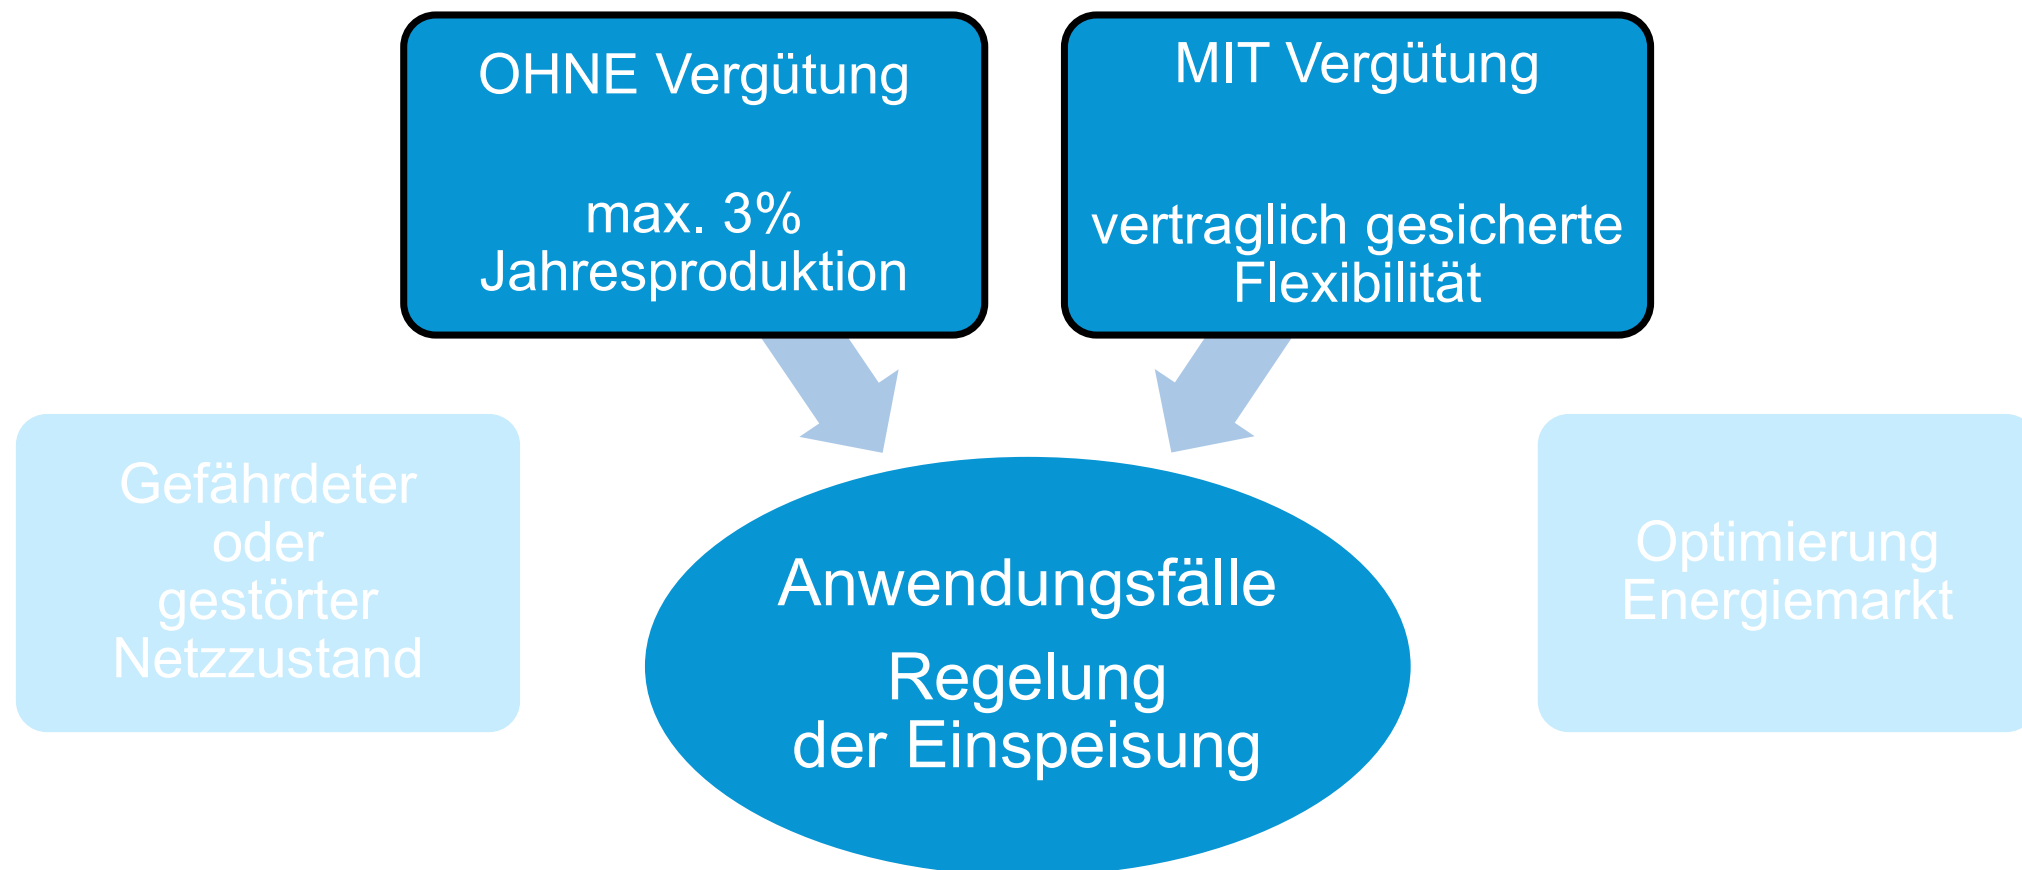 OHNE Vergütung
max. 3%
Jahresproduktion
MIT Vergütung
vertraglich gesicherte
Flexibilität
Gefährdeter
oder
gestörter
Netzzustand
Anwendungsfälle
Regelung
der Einspeisung
Optimierung
Energiemarkt